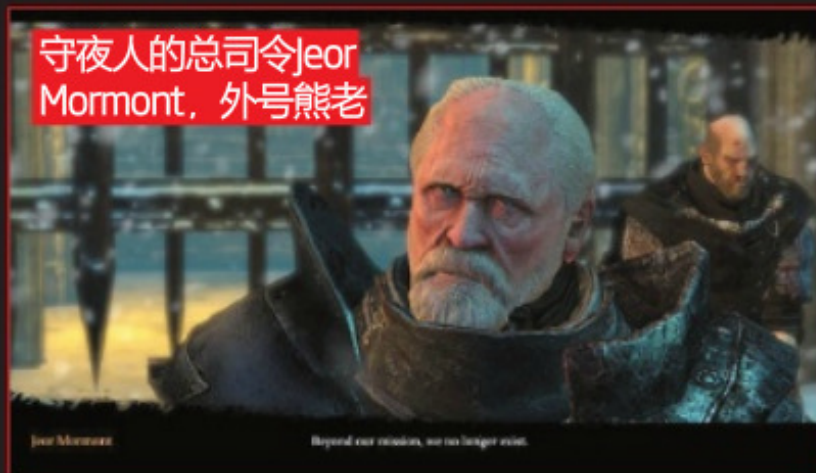 守夜人的总司令Jeor
Mormont，外号熊老
Jeor Mormont
Beyond our mission, we no longer exist.